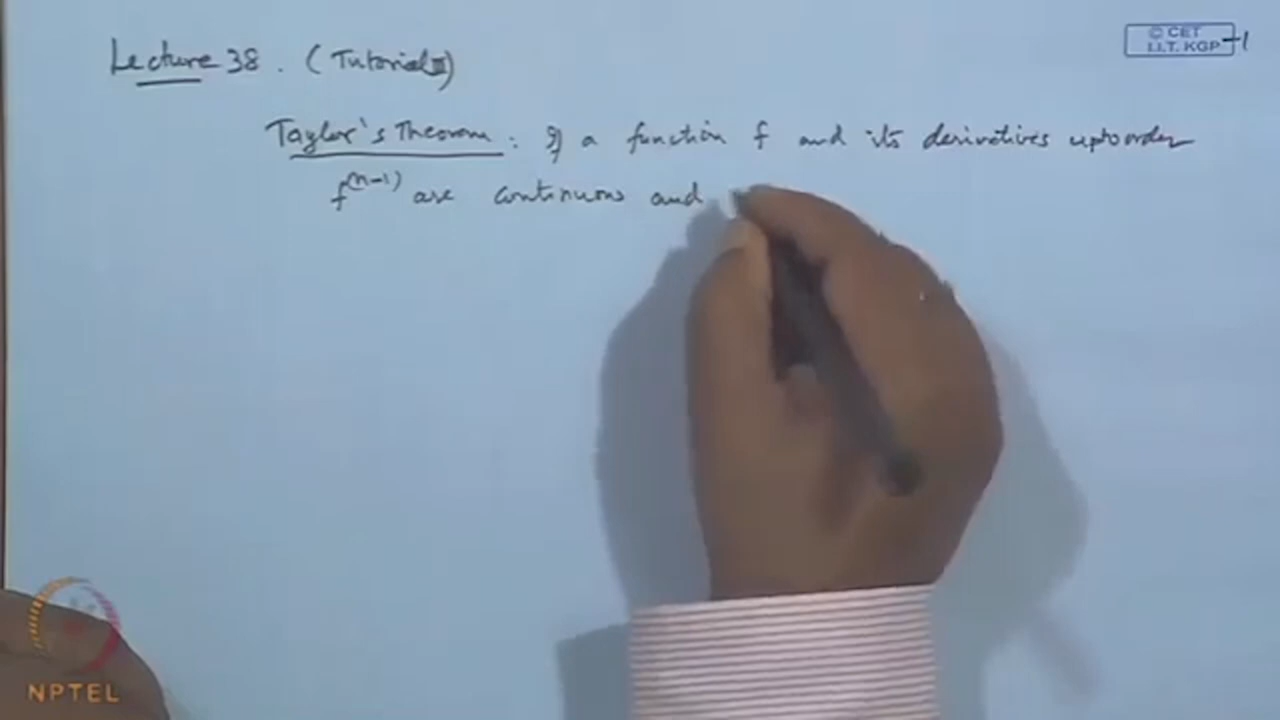 Lecture 38. (Tutorial III)
© CET
I.I.T. KGP -1
Taylor's Theorem: If a function f and its derivatives upto order
f^(n-1) are continuous and
NPTEL